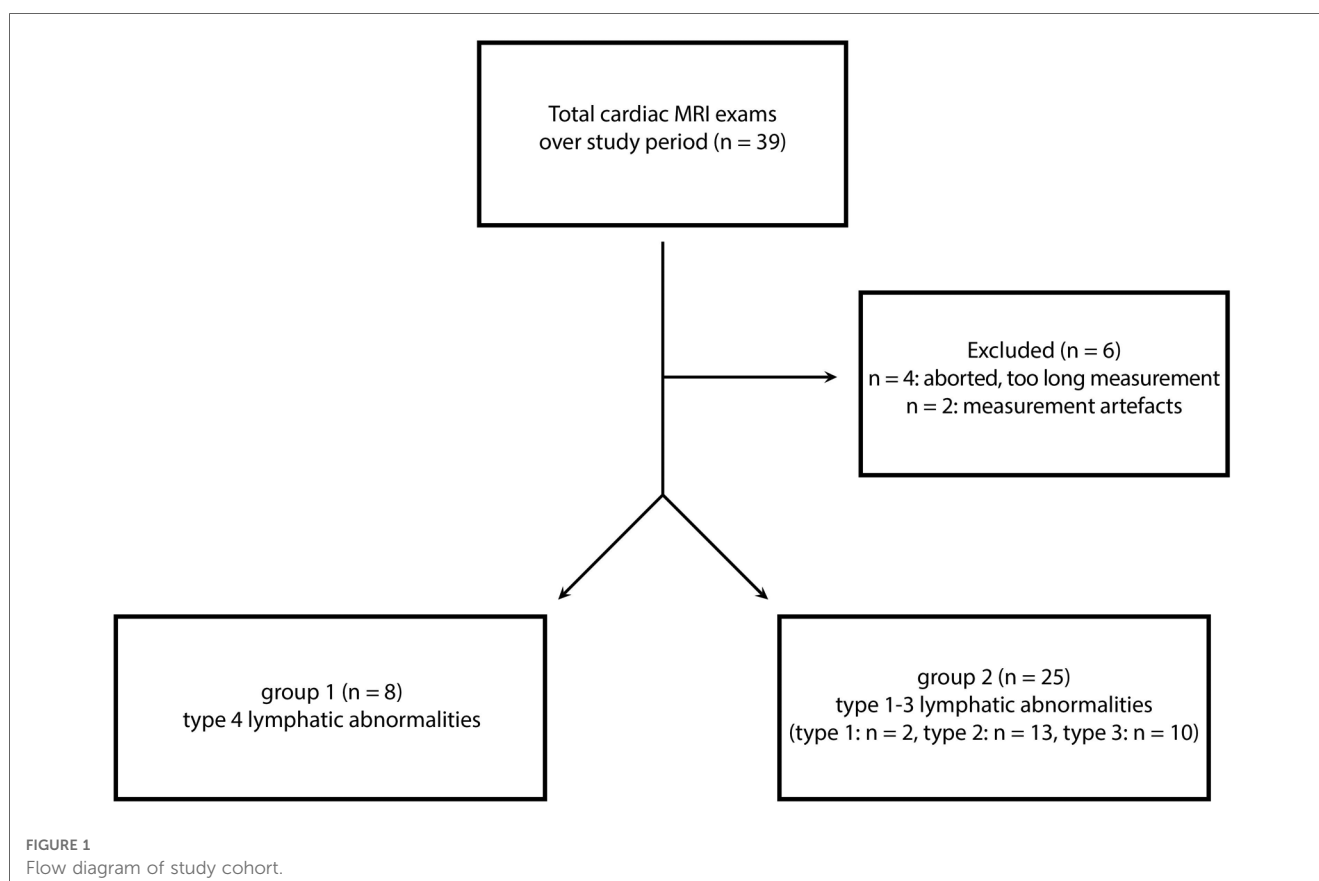 Total cardiac MRI exams
over study period (n = 39)
Excluded (n = 6)
n = 4: aborted, too long measurement
n = 2: measurement artefacts
group 1 (n = 8)
type 4 lymphatic abnormalities
group 2 (n = 25)
type 1-3 lymphatic abnormalities
(type 1: n = 2, type 2: n = 13, type 3: n = 10)
FIGURE 1
Flow diagram of study cohort.